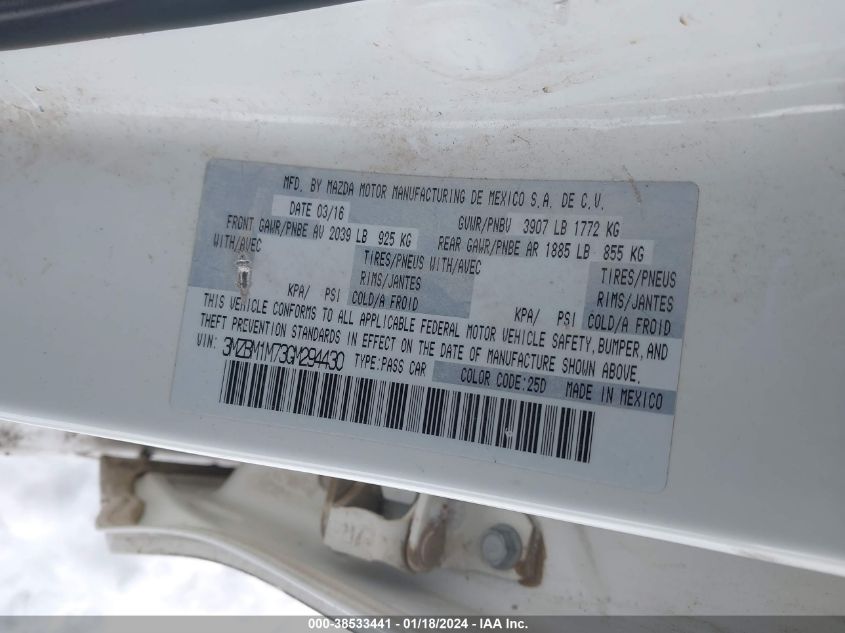 MFD. BY MAZDA MOTOR MANUFACTURING DE MEXICO S.A. DE C.V.
DATE 03/16 GVWR/PNBV 3907 LB 1772 KG
FRONT GAWR/PNBE AV 2039 LB 925 KG REAR GAWR/PNBE AR 1885 LB 855 KG
WITH/AVEC TIRES/PNEUS WITH/AVEC TIRES/PNEUS
RIMS/JANTES RIMS/JANTES
KPA/ PSI COLD/A FROID KPA/ PSI COLD/A FROID
THIS VEHICLE CONFORMS TO ALL APPLICABLE FEDERAL MOTOR VEHICLE SAFETY, BUMPER, AND
THEFT PREVENTION STANDARDS IN EFFECT ON THE DATE OF MANUFACTURE SHOWN ABOVE.
VIN: 3MZBM1M73GM294430 TYPE:PASS CAR COLOR CODE:25D MADE IN MEXICO
000-38533441 - 01/18/2024 - IAA Inc.